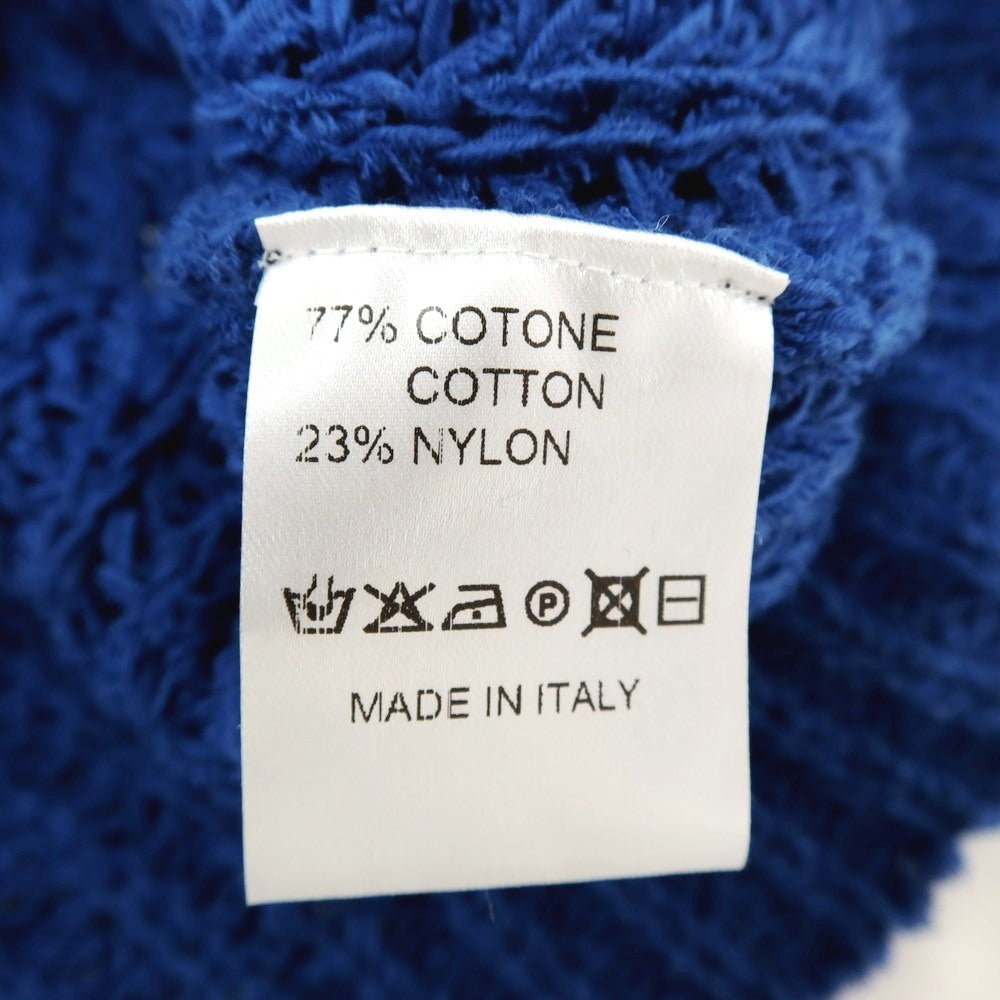 77% COTONE
COTTON
23% NYLON
P
MADE IN ITALY